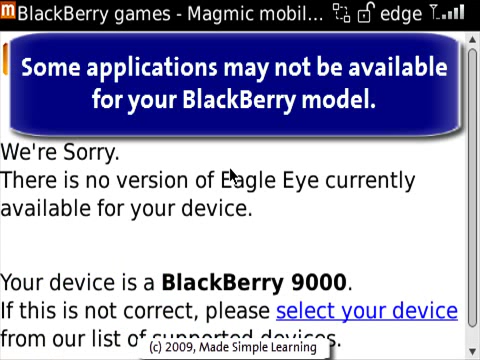 BlackBerry games - Magmic mobil... edge
Some applications may not be available
for your BlackBerry model.
We're Sorry.
There is no version of Eagle Eye currently
available for your device.
Your device is a BlackBerry 9000.
If this is not correct, please select your device
from our list of supported devices.
(c) 2009, Made Simple Learning